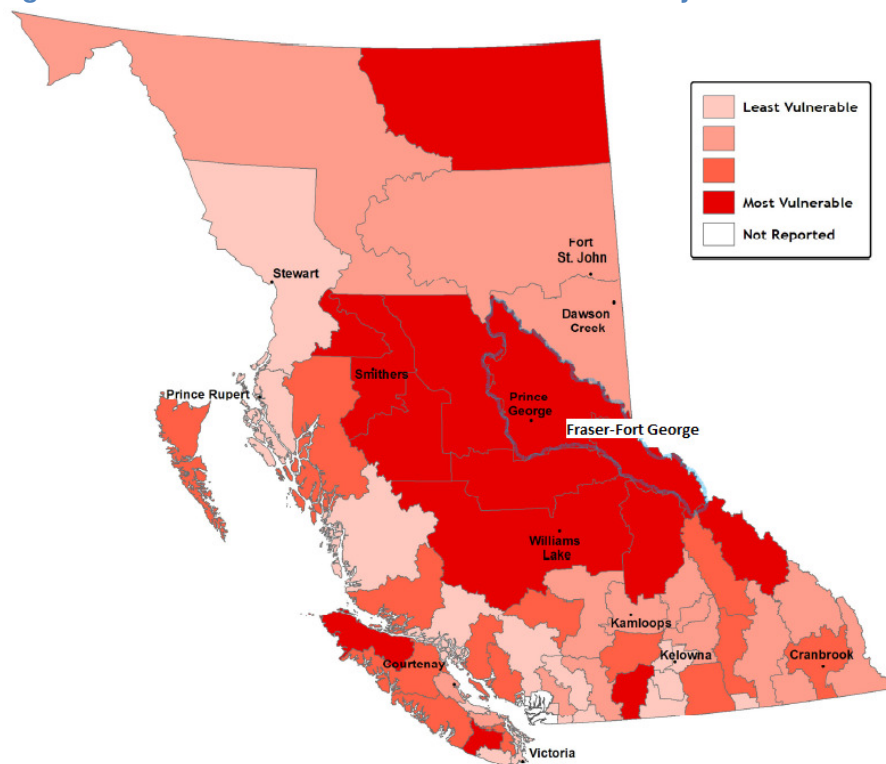 Least Vulnerable
Most Vulnerable
Not Reported
Fort
St. John
Stewart
Dawson
Creek
Smithers
Prince Rupert
Prince
George
Fraser-Fort George
Williams
Lake
Kamloops
Kelowna
Cranbrook
Courtenay
Victoria